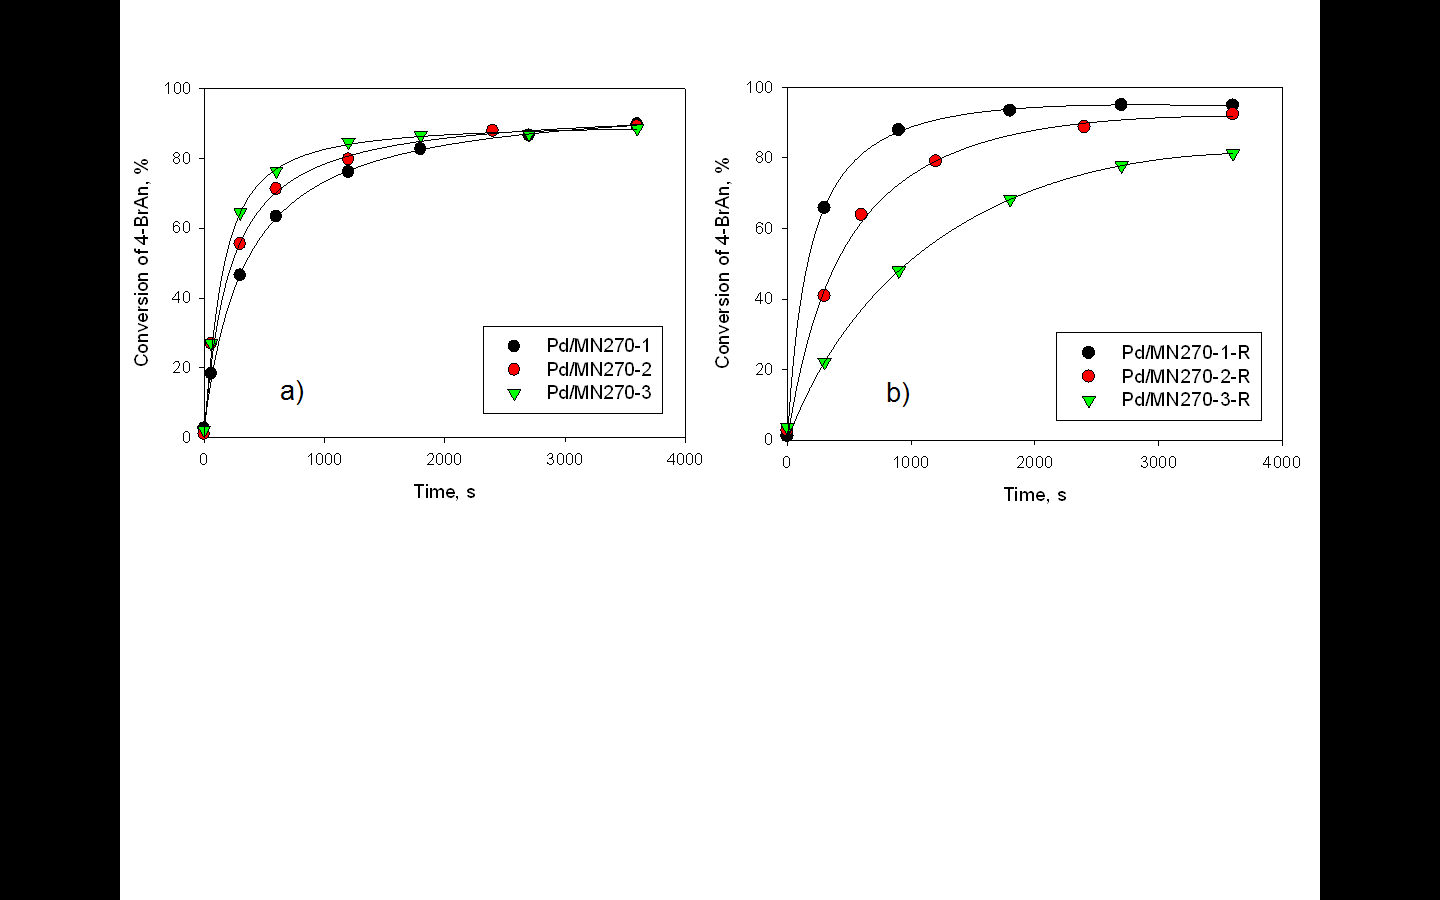 100
80
60
40
20
0
Conversion of 4-BrAn, %
Pd/MN270-1
Pd/MN270-2
Pd/MN270-3
a)
0 1000 2000 3000 4000
Time, s
100
80
60
40
20
0
Conversion of 4-BrAn, %
Pd/MN270-1-R
Pd/MN270-2-R
Pd/MN270-3-R
b)
0 1000 2000 3000 4000
Time, s